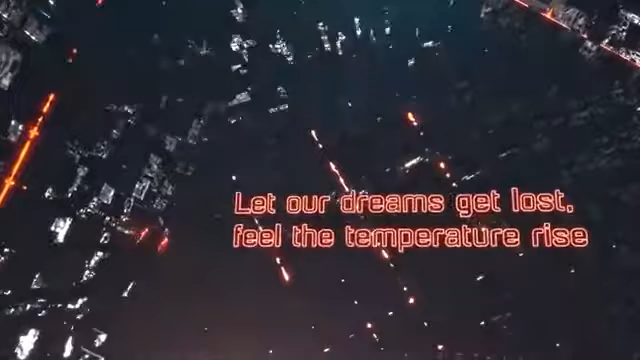 Let our dreams get lost,
feel the temperature rise